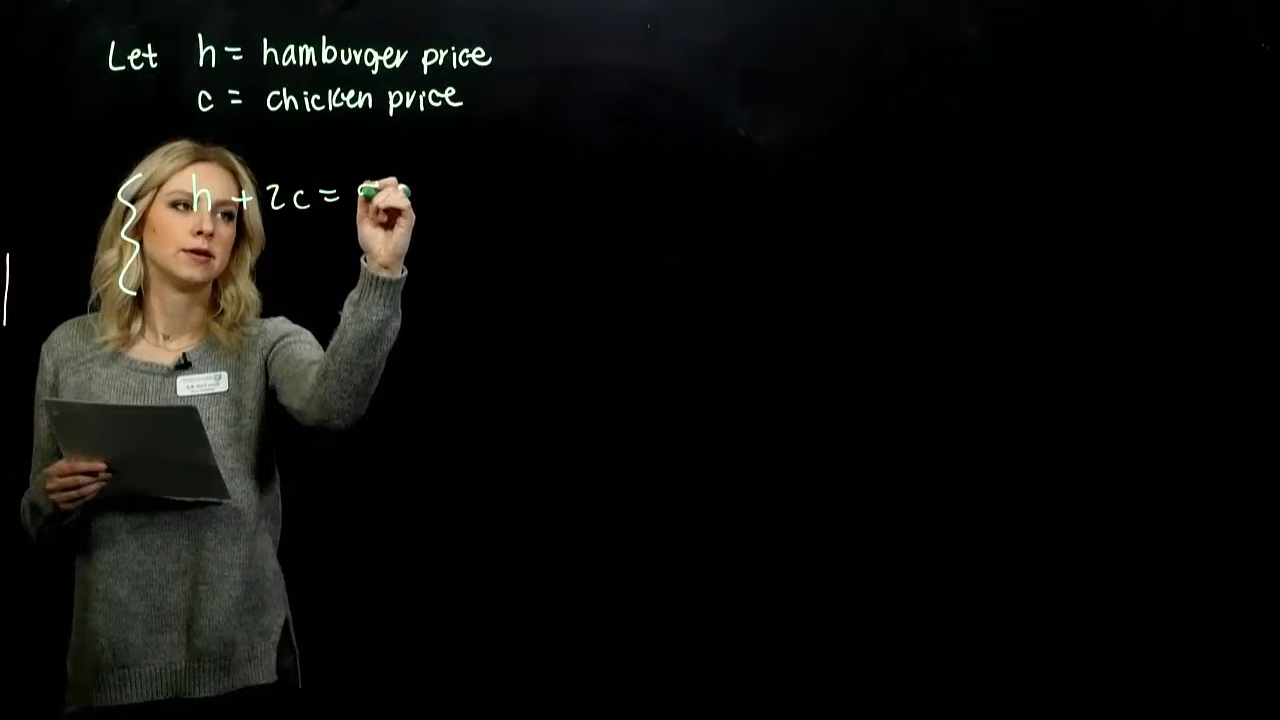 Let h = hamburger price
c = chicken price
h + 2c =